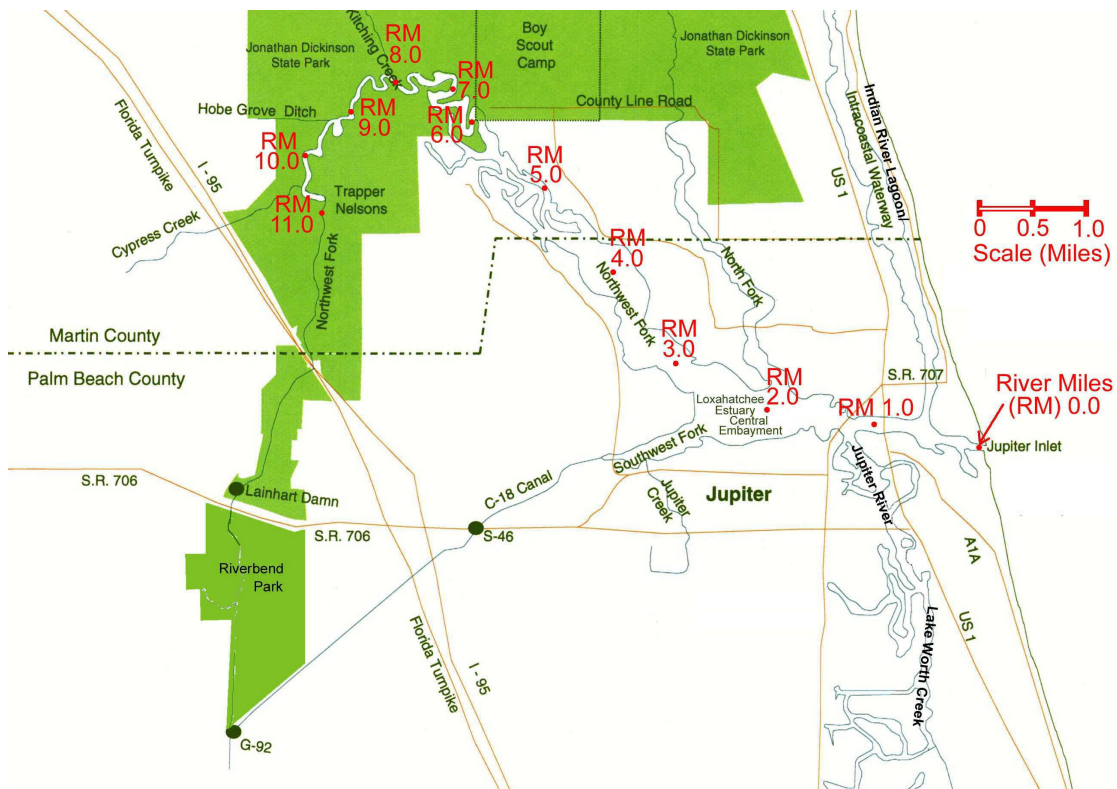 Kitching Creek
RM
8.0
Boy
Scout
Camp
Jonathan Dickinson
State Park
Jonathan Dickinson
State Park
RM
7.0
County Line Road
Hobe Grove Ditch
RM
9.0
RM
6.0
Florida Turnpike
I - 95
RM
10.0
RM
5.0
US 1
Intracoastal Waterway
Indian River Lagoon/
Trapper
Nelsons
RM
11.0
Cypress Creek
0 0.5 1.0
Scale (Miles)
RM
4.0
Northwest Fork
Northwest Fork
North Fork
Martin County
Palm Beach County
RM
3.0
S.R. 707
RM
2.0
River Miles
(RM) 0.0
Loxahatchee
Estuary
Central
Embayment
RM 1.0
Jupiter Inlet
Southwest Fork
S.R. 706
Lainhart Damn
C-18 Canal
Jupiter
Creek
Jupiter
Jupiter River
S.R. 706
S-46
A1A
Riverbend
Park
Florida Turnpike
I - 95
US 1
Lake Worth Creek
G-92